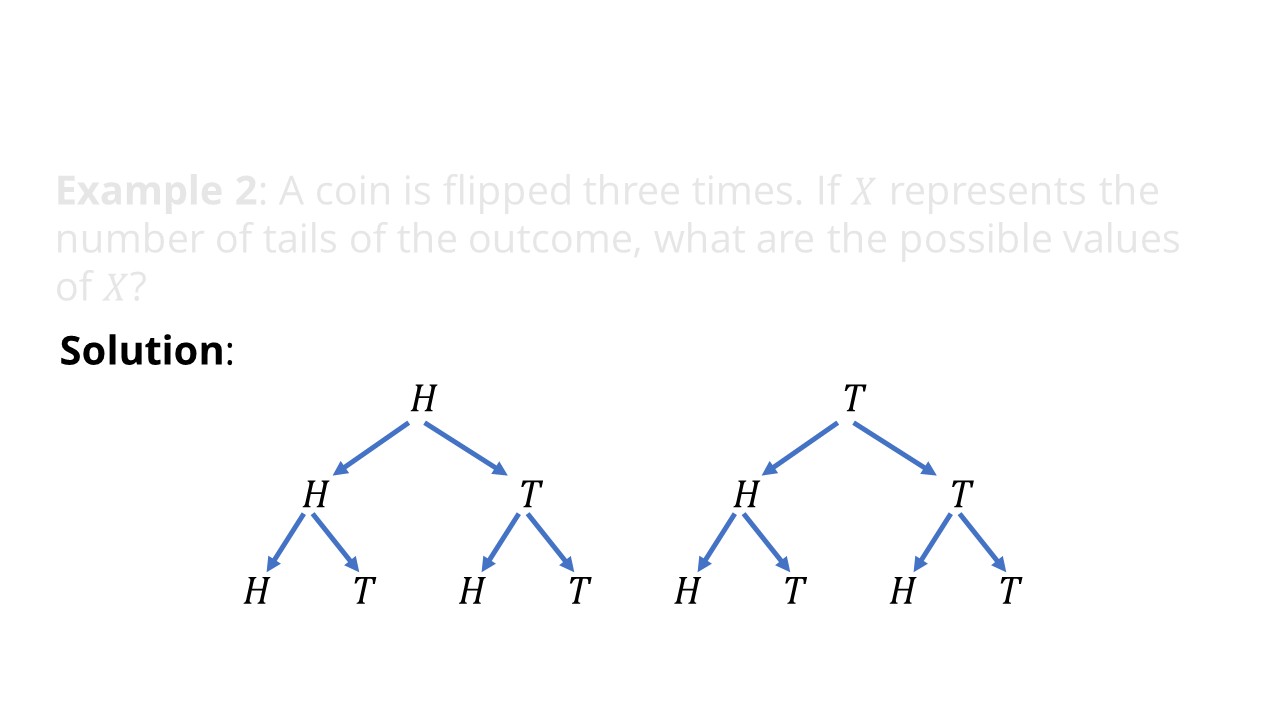 Example 2: A coin is flipped three times. If X represents the
number of tails of the outcome, what are the possible values
of X?
Solution:
H T
H T H T
H T H T H T H T